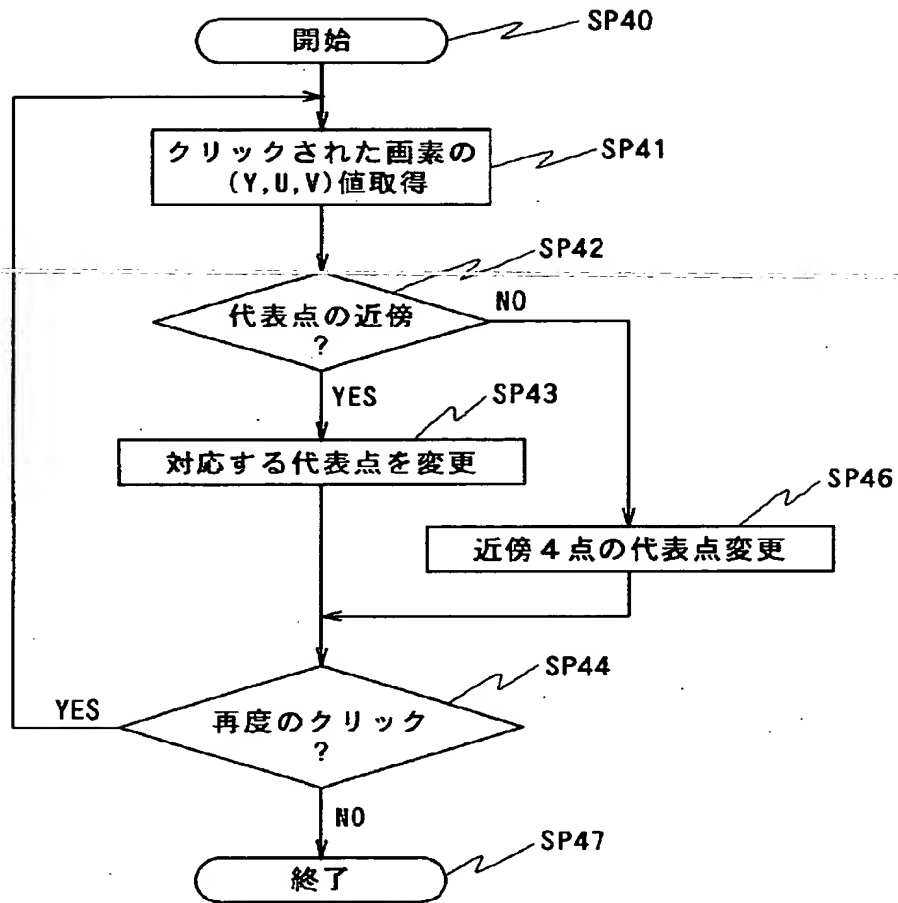 開始
SP40
クリックされた画素の
(Y,U,V)値取得
SP41
SP42
代表点の近傍
?
NO
YES
SP43
対応する代表点を変更
SP46
近傍4点の代表点変更
SP44
再度のクリック
?
YES
NO
SP47
終了